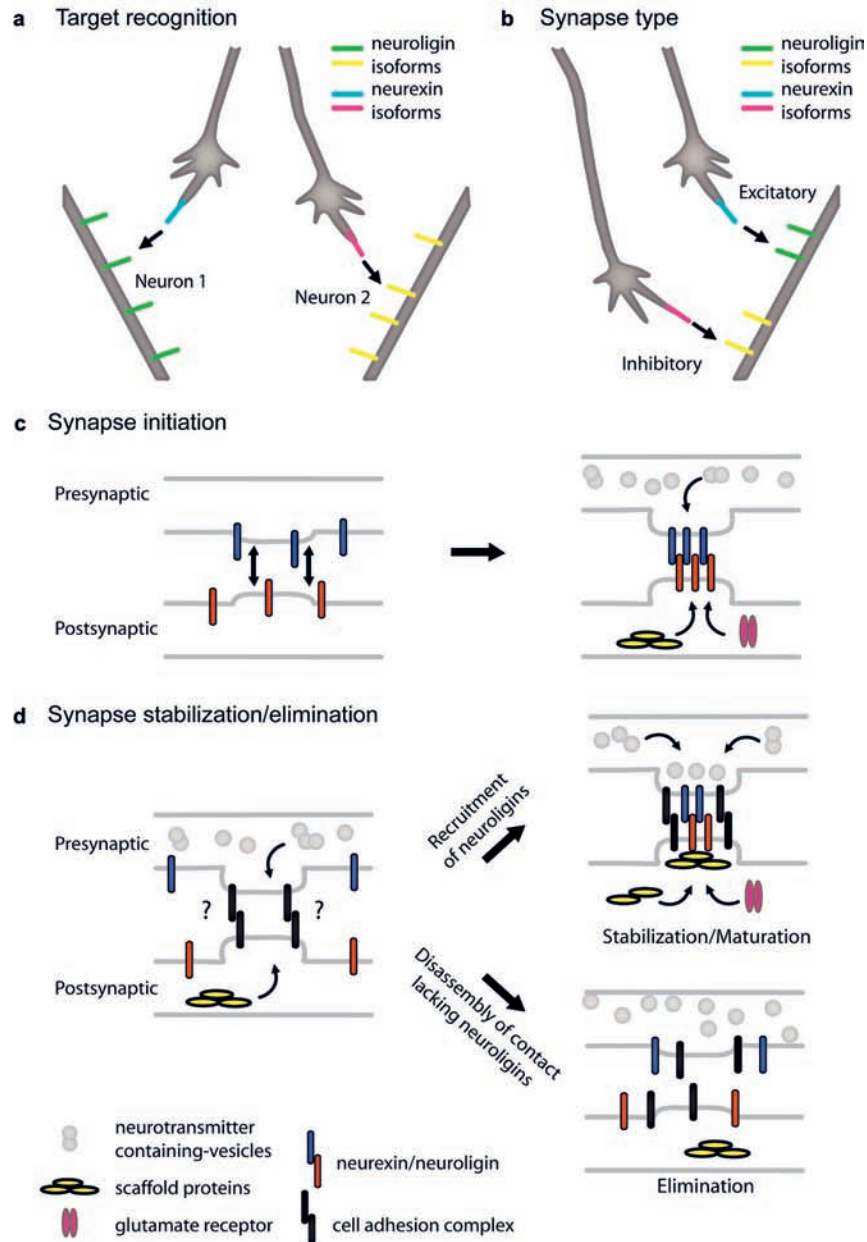 a Target recognition
neuroligin
isoforms
neurexin
isoforms
Neuron 1
Neuron 2
b Synapse type
neuroligin
isoforms
neurexin
isoforms
Excitatory
Inhibitory
c Synapse initiation
Presynaptic
Postsynaptic
d Synapse stabilization/elimination
Presynaptic
? ?
Postsynaptic
Recruitment
of neuroligins
Stabilization/Maturation
Disassembly of contact
lacking neuroligins
Elimination
neurotransmitter
containing-vesicles
scaffold proteins
glutamate receptor
neurexin/neuroligin
cell adhesion complex